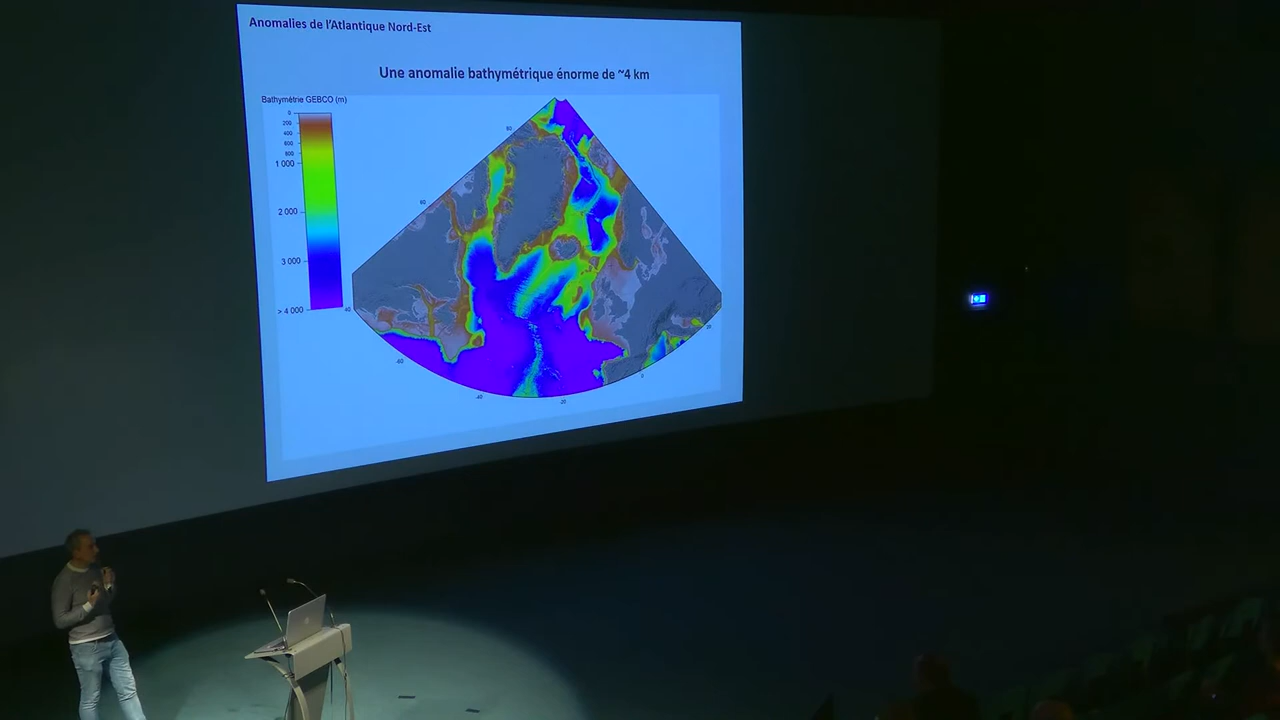 Anomalies de l'Atlantique Nord-Est
Une anomalie bathymétrique énorme de ~4 km
Bathymétrie GEBCO (m)
0
200
400
600
800
1 000
2 000
3 000
> 4 000